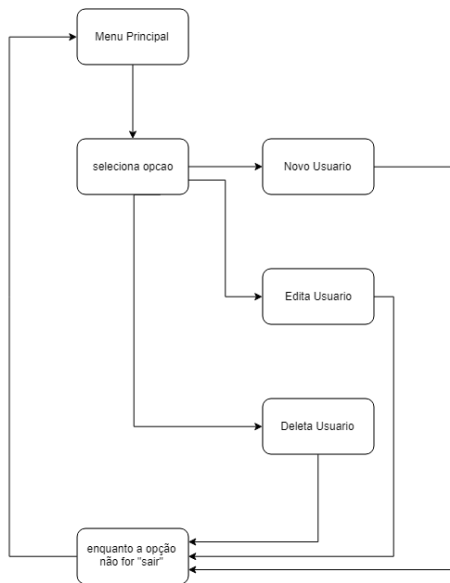 Menu Principal
seleciona opcao
Novo Usuario
Edita Usuario
Deleta Usuario
enquanto a opção
não for "sair"